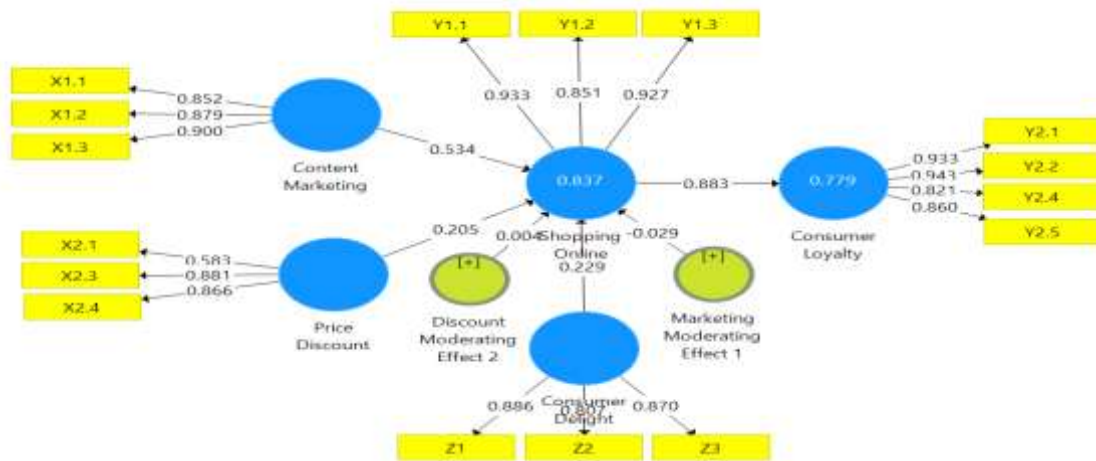 Y1.1
Y1.2
Y1.3
0.933
0.851
0.927
X1.1
X1.2
X1.3
0.852
0.879
0.900
Content
Marketing
0.534
0.837
Shopping
Online
0.883
0.779
Consumer
Loyalty
0.933
0.943
0.821
0.860
Y2.1
Y2.2
Y2.4
Y2.5
X2.1
X2.3
X2.4
0.583
0.881
0.866
Price
Discount
0.205
0.004
[+]
Discount
Moderating
Effect 2
0.229
-0.029
[+]
Marketing
Moderating
Effect 1
Consumer
Delight
0.886
0.807
0.870
Z1
Z2
Z3